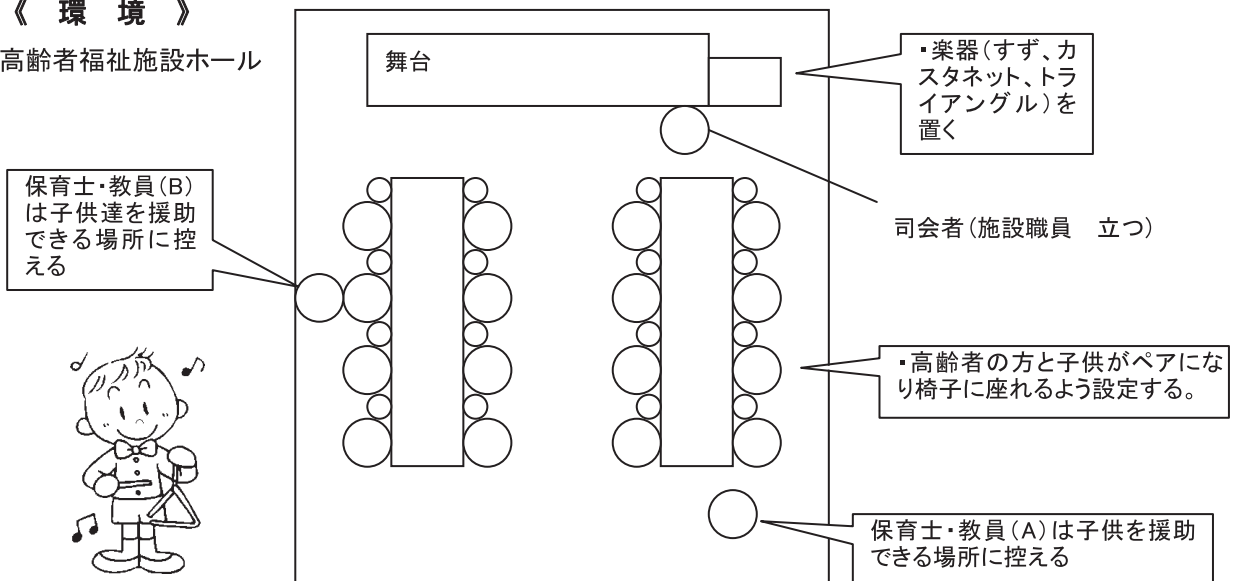 《 環 境 》
高齢者福祉施設ホール
舞台
・楽器(すず、カ
スタネット、トラ
イアングル)を
置く
保育士・教員(B)
は子供達を援助
できる場所に控
える
司会者(施設職員 立つ)
・高齢者の方と子供がペアにな
り椅子に座れるよう設定する。
保育士・教員(A)は子供を援助
できる場所に控える